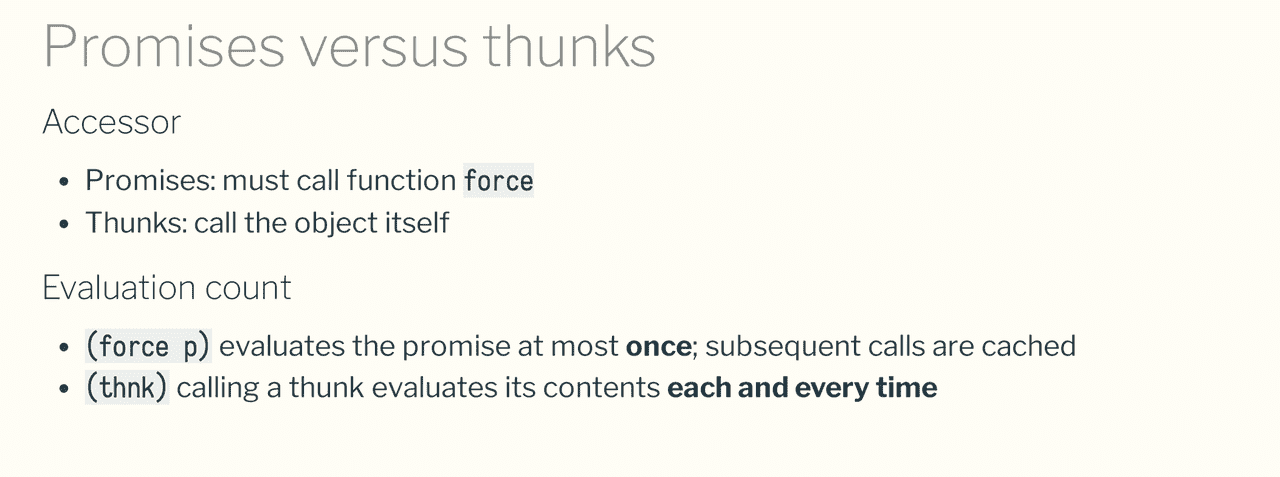 Promises versus thunks
Accessor
• Promises: must call function force
• Thunks: call the object itself
Evaluation count
• (force p) evaluates the promise at most once; subsequent calls are cached
• (thnk) calling a thunk evaluates its contents each and every time